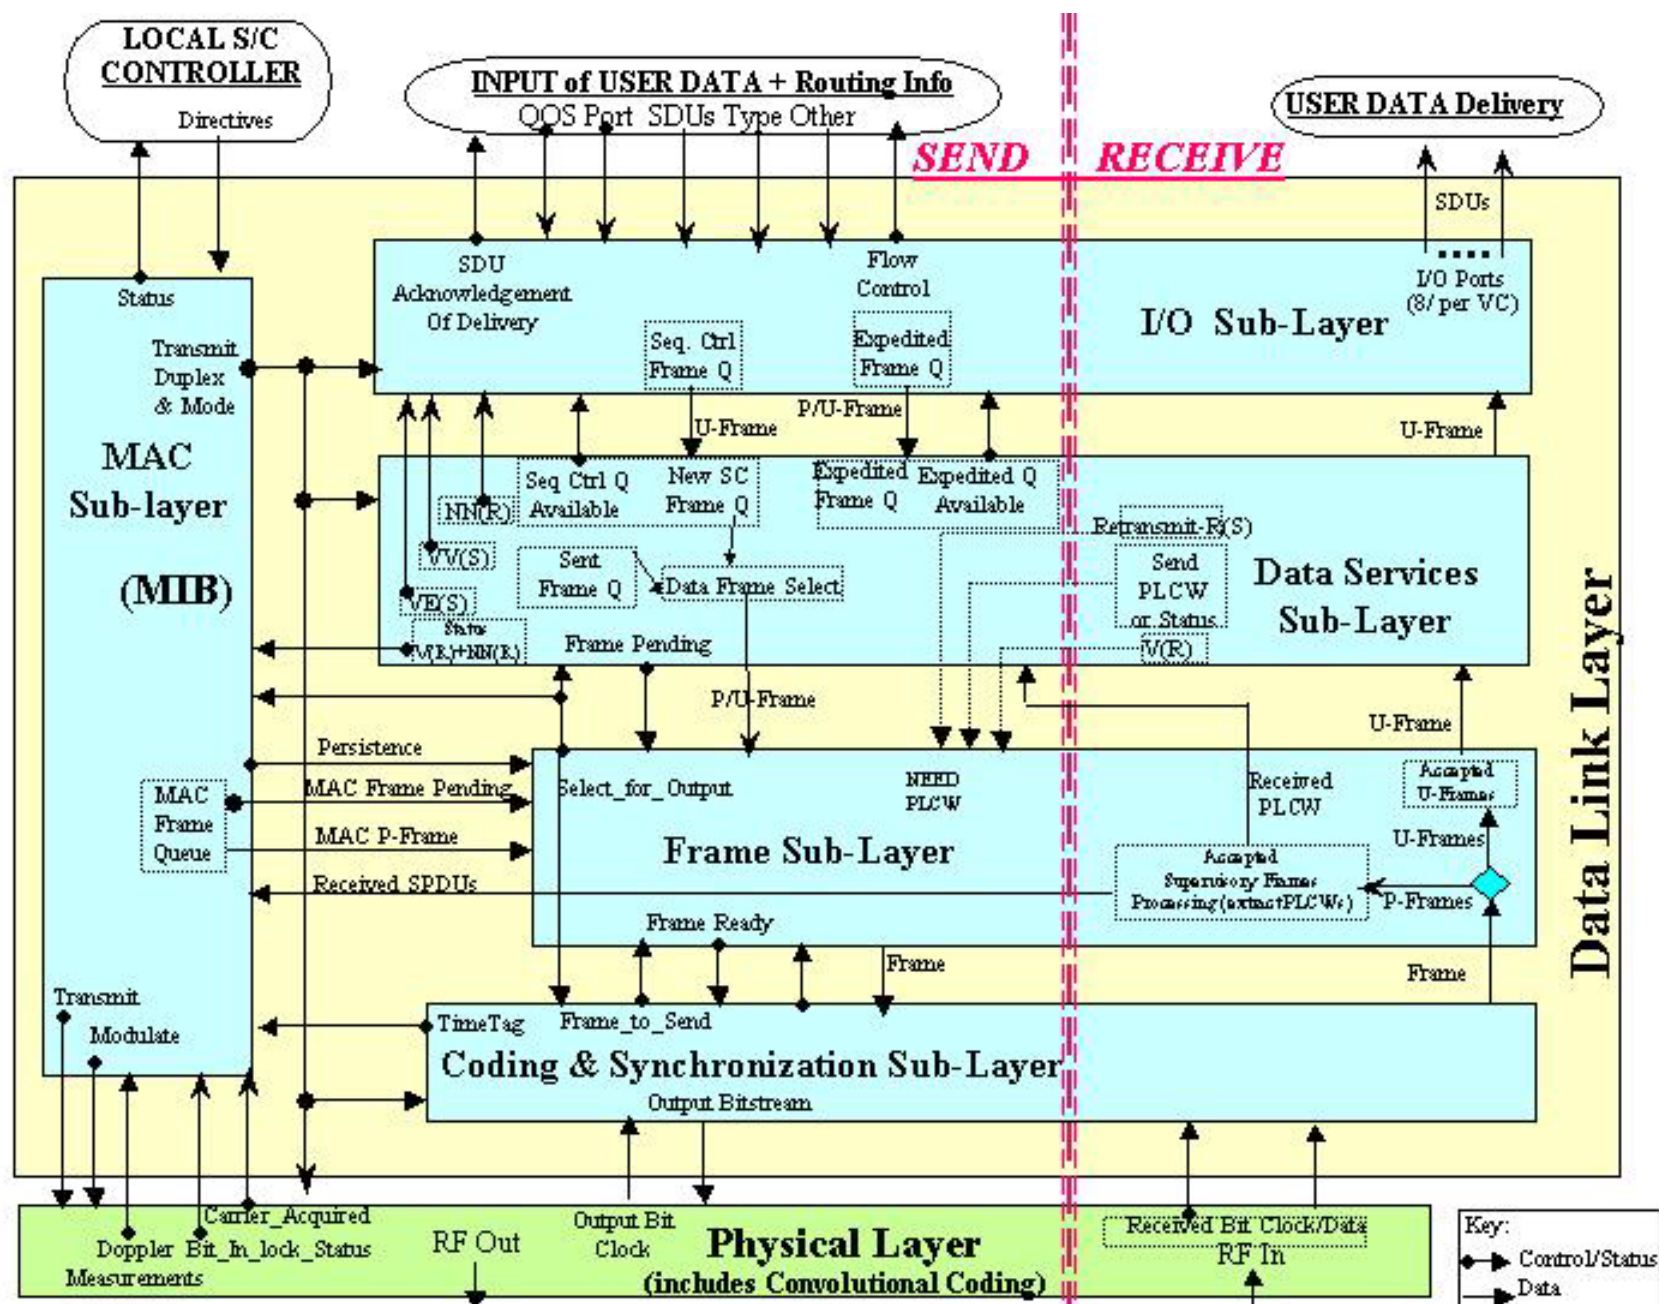 LOCAL S/C
CONTROLLER
Directives
INPUT of USER DATA + Routing Info
QOS Port SDUs Type Other
USER DATA Delivery
SEND RECEIVE
SDUs
Status
SDU
Acknowledgement
Of Delivery
Flow
Control
I/O Ports
(8/ per VC)
I/O Sub-Layer
Seq. Ctrl
Frame Q
Expedited
Frame Q
Transmit
Duplex
& Mode
U-Frame
P/U-Frame
U-Frame
MAC
Sub-layer
(MIB)
Seq Ctrl Q
Available
New SC
Frame Q
Expedited
Frame Q
Expedited Q
Available
NN(R)
VV(S)
VE(S)
Status
V(R)+NN(R)
Sent
Frame Q
Data Frame Select
Retransmit-R(S)
Send
PLCW
or Status
V(R)
Data Services
Sub-Layer
Frame Pending
P/U-Frame
U-Frame
Data Link Layer
Persistence
MAC Frame Pending
MAC P-Frame
Received SPDUs
MAC
Frame
Queue
Select_for_Output
NEED
PLCW
Received
PLCW
Accepted
U-Frames
U-Frames
Frame Sub-Layer
Accepted
Supervisory Frames
Processing(extractPLCWs)
P-Frames
Frame Ready
Frame
Frame
Transmit
Modulate
TimeTag
Frame_to_Send
Coding & Synchronization Sub-Layer
Output Bitstream
Carrier_Acquired
Doppler
Measurements
Bit_In_lock_Status
RF Out
Output Bit
Clock
Physical Layer
(includes Convolutional Coding)
Received Bit Clock/Data
RF In
Key:
Control/Status
Data